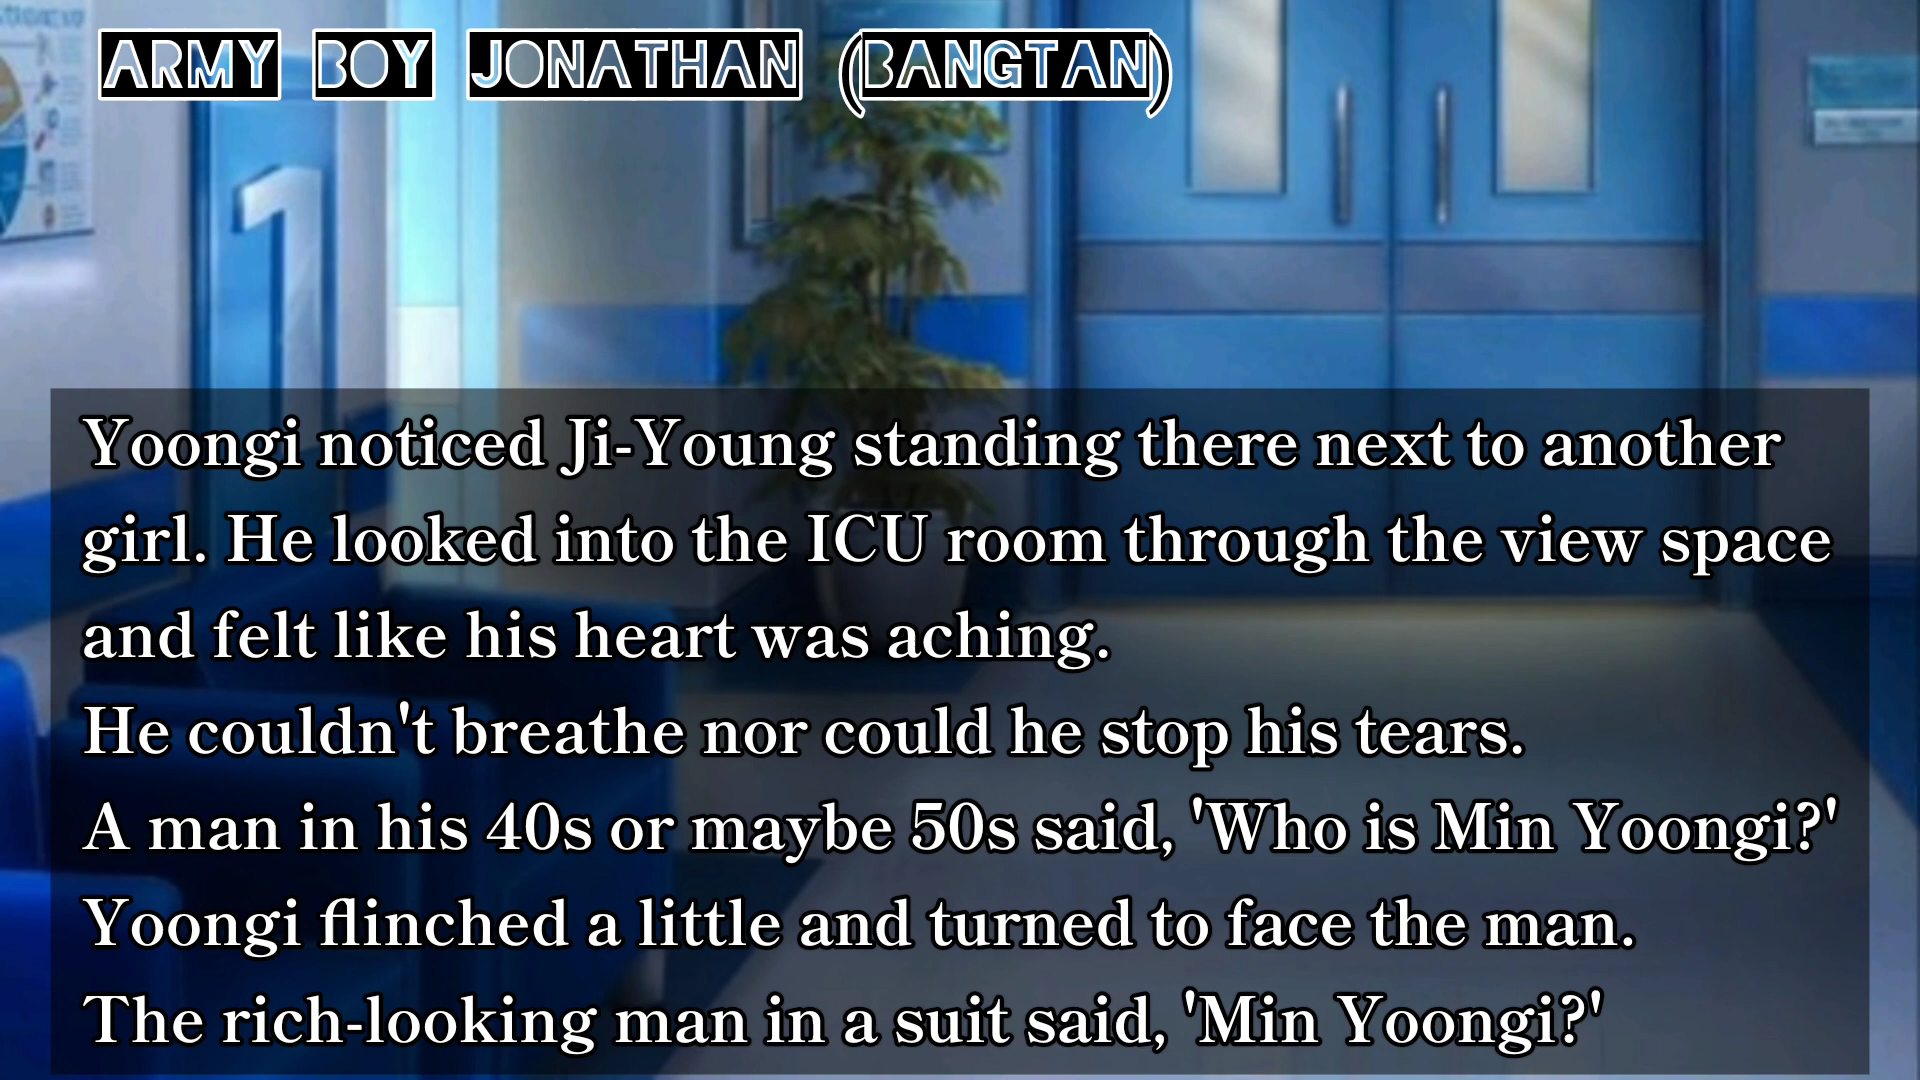 ARMY BOY JONATHAN (BANGTAN)
1
Yoongi noticed Ji-Young standing there next to another
girl. He looked into the ICU room through the view space
and felt like his heart was aching.
He couldn't breathe nor could he stop his tears.
A man in his 40s or maybe 50s said, 'Who is Min Yoongi?'
Yoongi flinched a little and turned to face the man.
The rich-looking man in a suit said, 'Min Yoongi?'